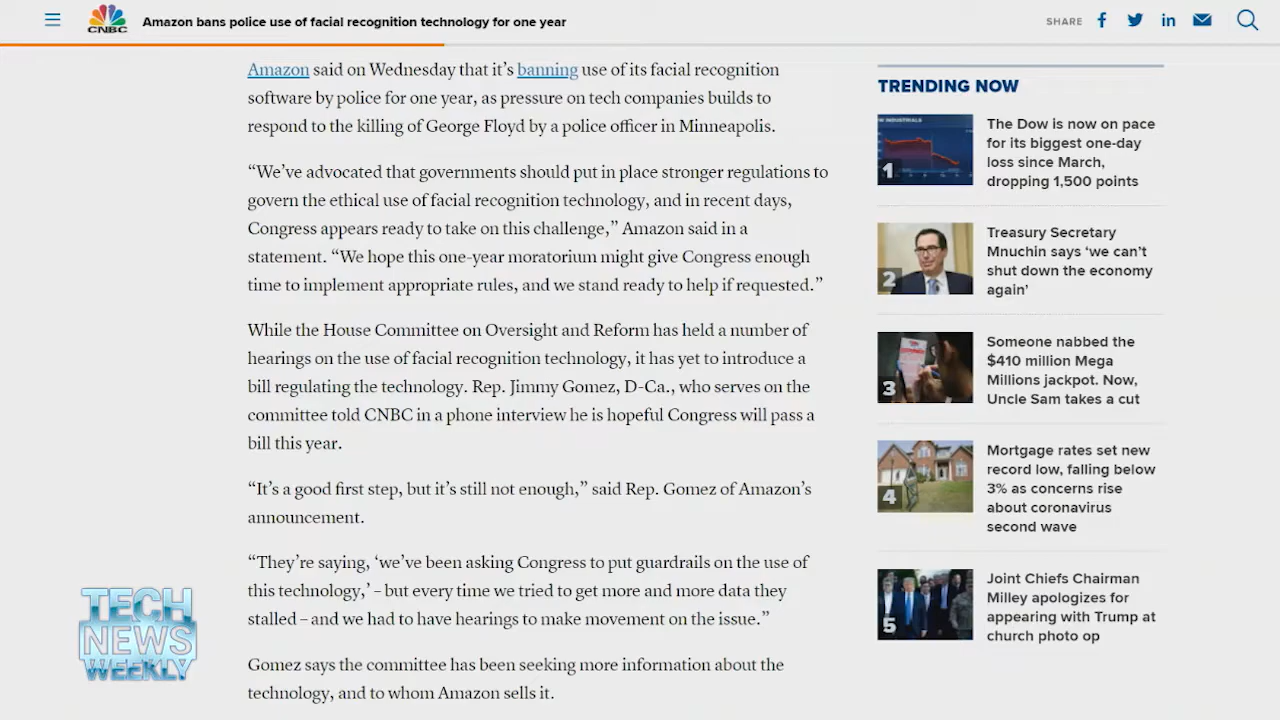 CNBC
Amazon bans police use of facial recognition technology for one year
SHARE
Amazon said on Wednesday that it’s banning use of its facial recognition
software by police for one year, as pressure on tech companies builds to
respond to the killing of George Floyd by a police officer in Minneapolis.
“We’ve advocated that governments should put in place stronger regulations to
govern the ethical use of facial recognition technology, and in recent days,
Congress appears ready to take on this challenge,” Amazon said in a
statement. “We hope this one-year moratorium might give Congress enough
time to implement appropriate rules, and we stand ready to help if requested.”
While the House Committee on Oversight and Reform has held a number of
hearings on the use of facial recognition technology, it has yet to introduce a
bill regulating the technology. Rep. Jimmy Gomez, D-Ca., who serves on the
committee told CNBC in a phone interview he is hopeful Congress will pass a
bill this year.
“It’s a good first step, but it’s still not enough,” said Rep. Gomez of Amazon’s
announcement.
“They’re saying, ‘we’ve been asking Congress to put guardrails on the use of
this technology,’ – but every time we tried to get more and more data they
stalled – and we had to have hearings to make movement on the issue.”
Gomez says the committee has been seeking more information about the
technology, and to whom Amazon sells it.
TRENDING NOW
W INDUSTRIALS
1
The Dow is now on pace
for its biggest one-day
loss since March,
dropping 1,500 points
2
Treasury Secretary
Mnuchin says ‘we can’t
shut down the economy
again’
3
Someone nabbed the
$410 million Mega
Millions jackpot. Now,
Uncle Sam takes a cut
4
Mortgage rates set new
record low, falling below
3% as concerns rise
about coronavirus
second wave
5
Joint Chiefs Chairman
Milley apologizes for
appearing with Trump at
church photo op
TECH
NEWS
WEEKLY